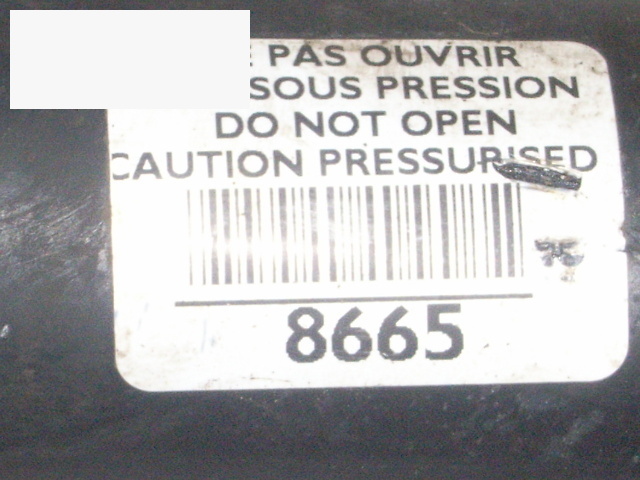 PAS OUVRIR
SOUS PRESSION
DO NOT OPEN
CAUTION PRESSURISED
8665